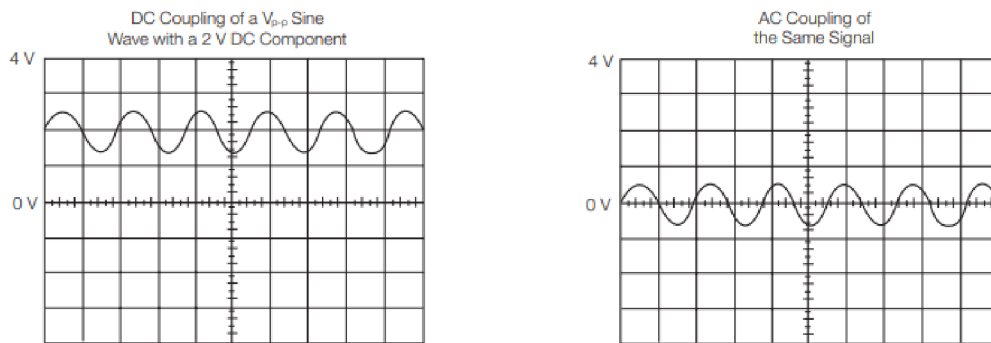 DC Coupling of a Vp-p Sine
Wave with a 2 V DC Component
4 V
0 V
AC Coupling of
the Same Signal
4 V
0 V